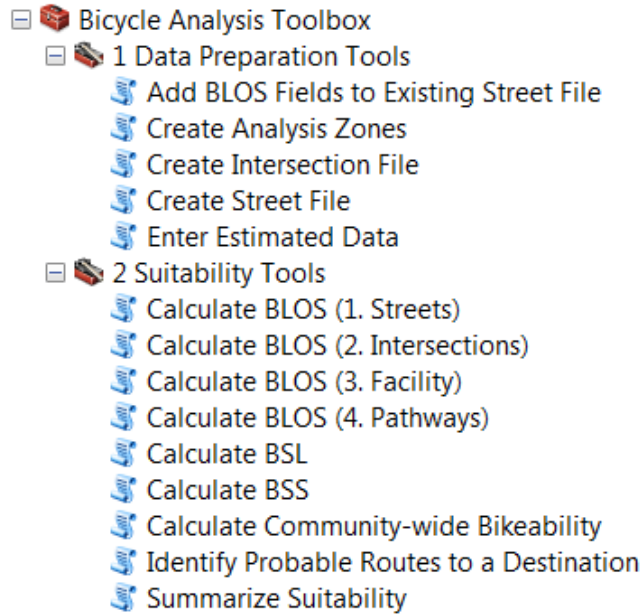 Bicycle Analysis Toolbox
1 Data Preparation Tools
Add BLOS Fields to Existing Street File
Create Analysis Zones
Create Intersection File
Create Street File
Enter Estimated Data
2 Suitability Tools
Calculate BLOS (1. Streets)
Calculate BLOS (2. Intersections)
Calculate BLOS (3. Facility)
Calculate BLOS (4. Pathways)
Calculate BSL
Calculate BSS
Calculate Community-wide Bikeability
Identify Probable Routes to a Destination
Summarize Suitability